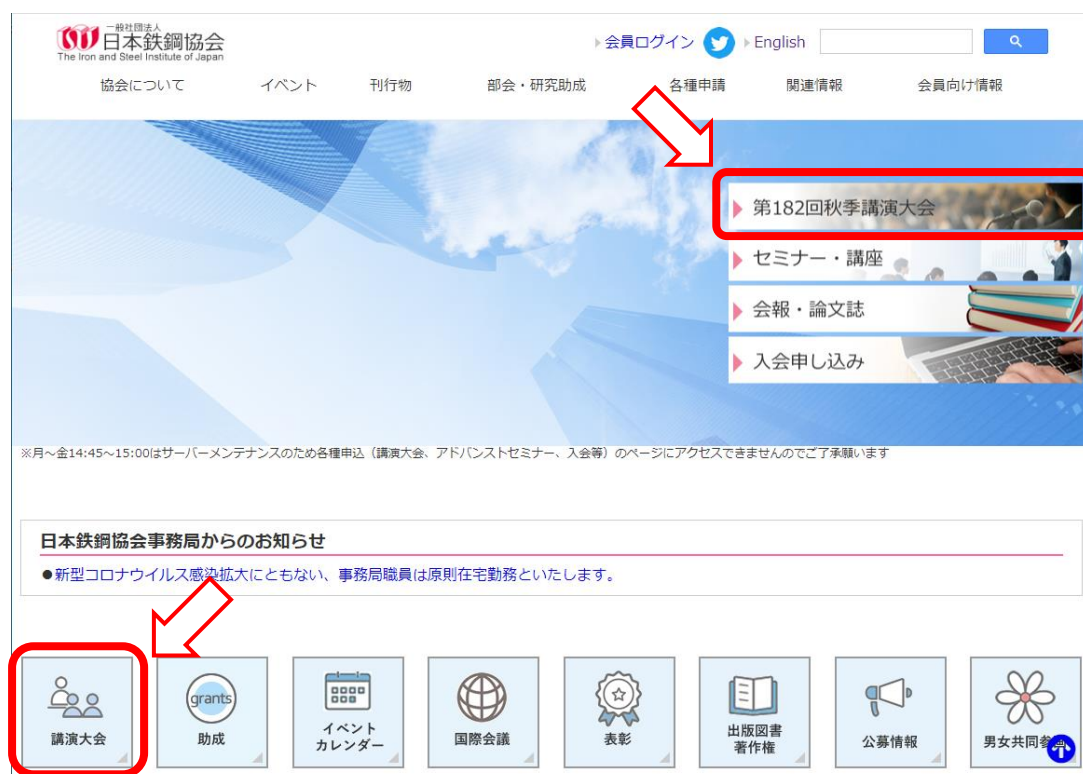 一般社団法人
日本鉄鋼協会
The Iron and Steel Institute of Japan
会員ログイン English
協会について イベント 刊行物 部会・研究助成 各種申請 関連情報 会員向け情報
第182回秋季講演大会
セミナー・講座
会報・論文誌
入会申し込み
※月～金14:45～15:00はサーバーメンテナンスのため各種申込（講演大会、アドバンストセミナー、入会等）のページにアクセスできませんのでご了承願います
日本鉄鋼協会事務局からのお知らせ
●新型コロナウイルス感染拡大にともない、事務局職員は原則在宅勤務といたします。
grants
講演大会 助成 イベント
カレンダー 国際会議 表彰 出版図書
著作権 公募情報 男女共同参画